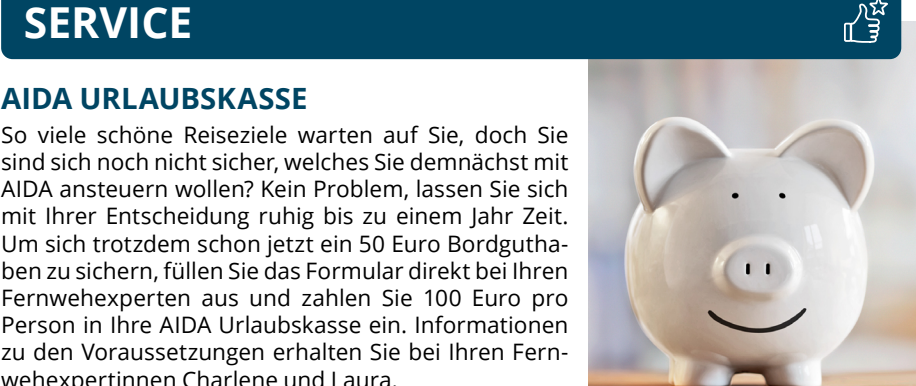 SERVICE
AIDA URLAUBSKASSE
So viele schöne Reiseziele warten auf Sie, doch Sie
sind sich noch nicht sicher, welches Sie demnächst mit
AIDA ansteuern wollen? Kein Problem, lassen Sie sich
mit Ihrer Entscheidung ruhig bis zu einem Jahr Zeit.
Um sich trotzdem schon jetzt ein 50 Euro Bordgutha-
ben zu sichern, füllen Sie das Formular direkt bei Ihren
Fernwehexperten aus und zahlen Sie 100 Euro pro
Person in Ihre AIDA Urlaubskasse ein. Informationen
zu den Voraussetzungen erhalten Sie bei Ihren Fern-
wehexpertinnen Charlene und Laura.